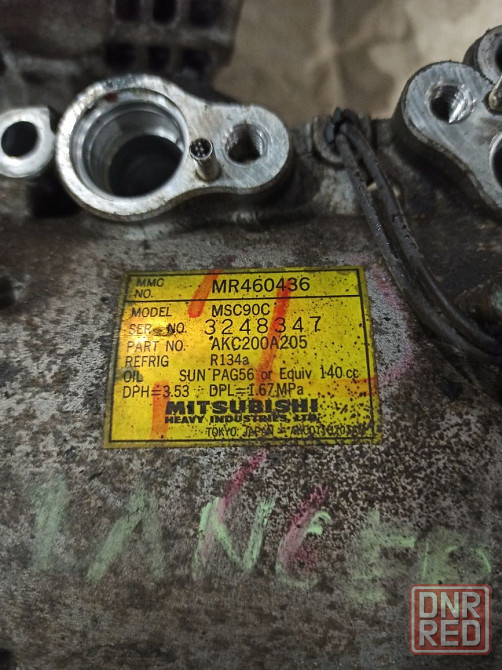 MMC NO. MR460436
MODEL MSC90C
SER. NO. 3248347
PART NO. AKC200A205
REFRIG R134a
OIL SUN PAG56 or Equiv 140 cc
DPH=3.53 DPL=1.67MPa
MITSUBISHI
HEAVY INDUSTRIES, LTD.
TOKYO, JAPAN
LANCER
DNR
RED